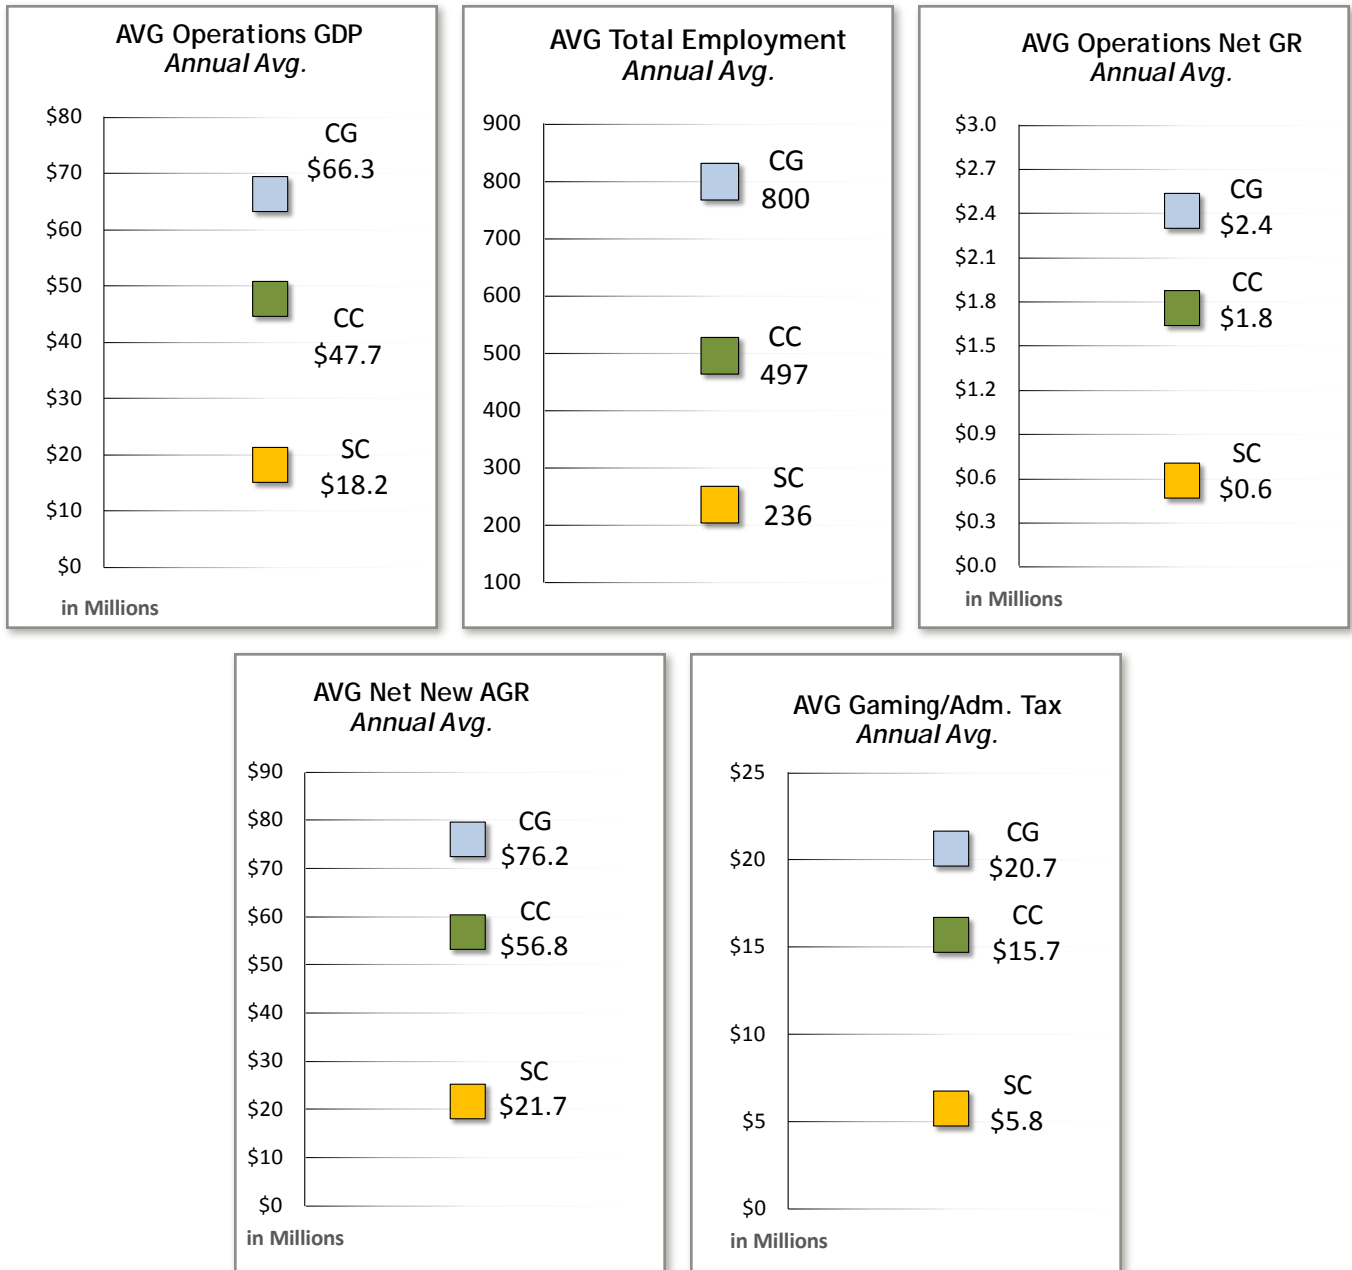 AVG Operations GDP
Annual Avg.
$80
$70
$60
$50
$40
$30
$20
$10
$0
CG
$66.3
CC
$47.7
SC
$18.2
in Millions
AVG Total Employment
Annual Avg.
900
800
700
600
500
400
300
200
100
CG
800
CC
497
SC
236
AVG Operations Net GR
Annual Avg.
$3.0
$2.7
$2.4
$2.1
$1.8
$1.5
$1.2
$0.9
$0.6
$0.3
$0.0
CG
$2.4
CC
$1.8
SC
$0.6
in Millions
AVG Net New AGR
Annual Avg.
$90
$80
$70
$60
$50
$40
$30
$20
$10
$0
CG
$76.2
CC
$56.8
SC
$21.7
in Millions
AVG Gaming/Adm. Tax
Annual Avg.
$25
$20
$15
$10
$5
$0
CG
$20.7
CC
$15.7
SC
$5.8
in Millions